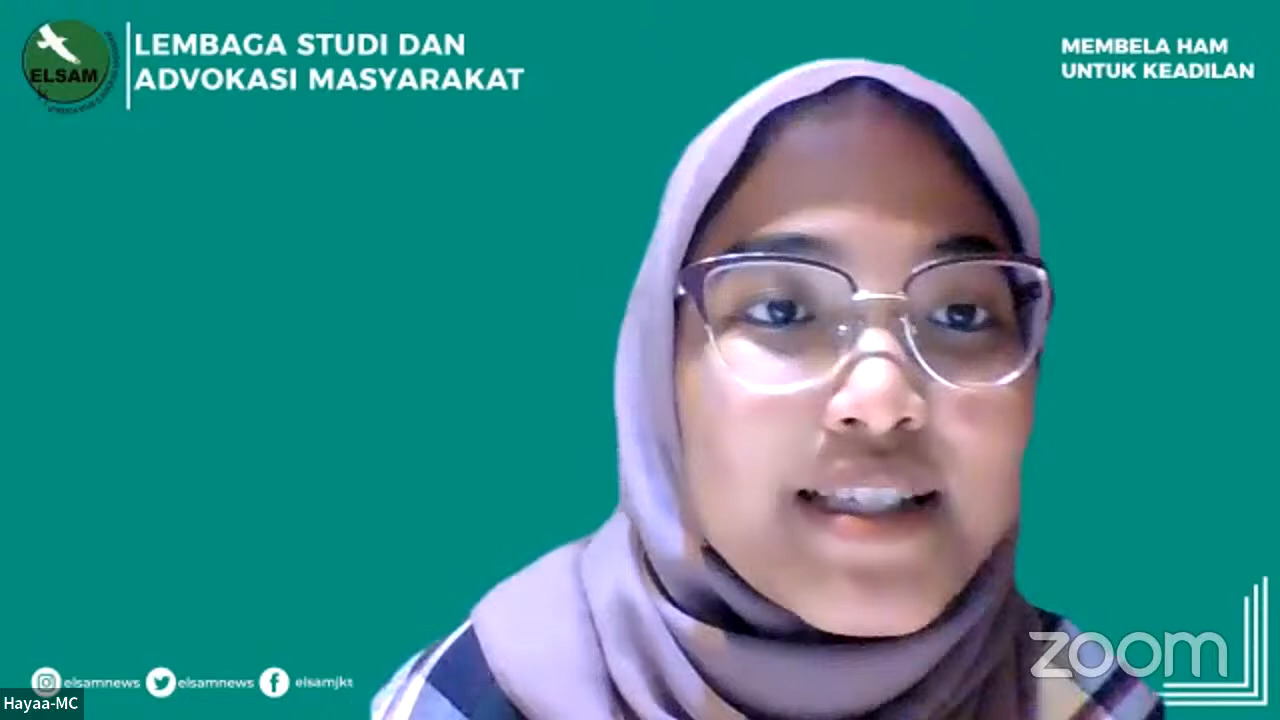 ELSAM
LEMBAGA STUDI DAN
ADVOKASI MASYARAKAT
MEMBELA HAM
UNTUK KEADILAN
zoom
elsamnews
elsamnews
elsamjkt
Hayaa-MC